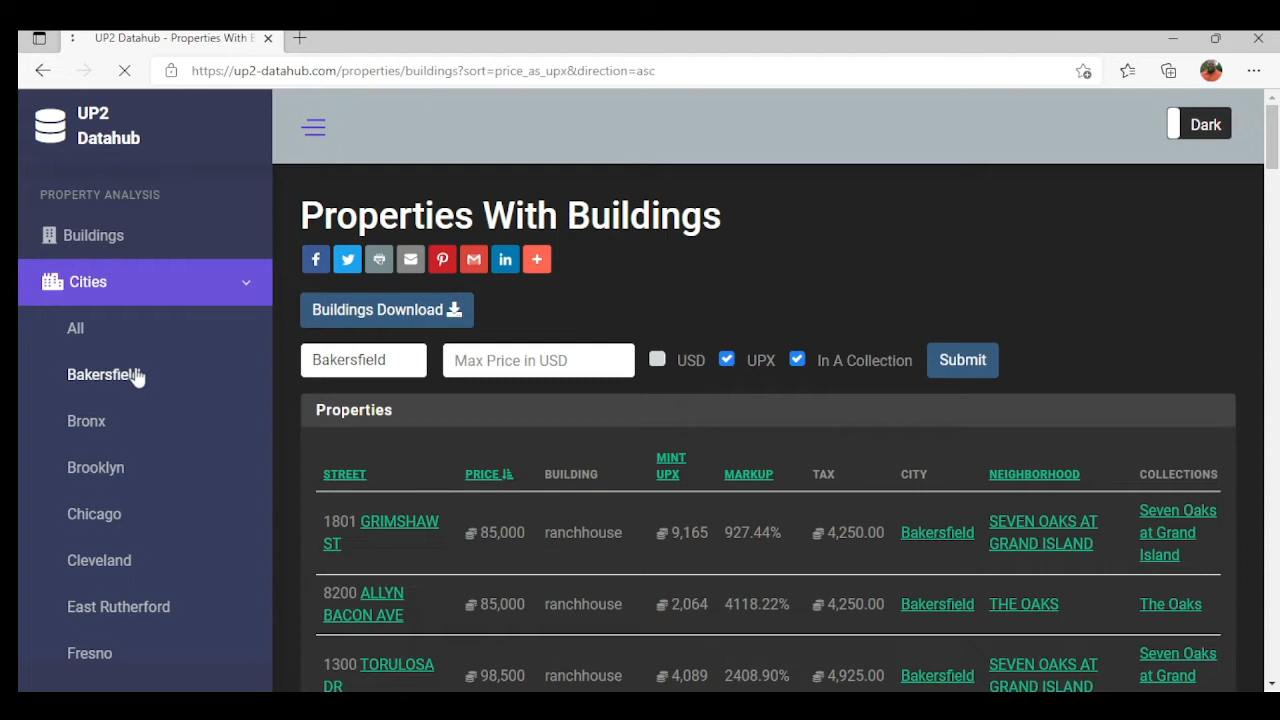 UP2 Datahub - Properties With B
https://up2-datahub.com/properties/buildings?sort=price_as_upx&direction=asc
UP2
Datahub
Dark
PROPERTY ANALYSIS
Buildings
Cities
All
Bakersfield
Bronx
Brooklyn
Chicago
Cleveland
East Rutherford
Fresno
Properties With Buildings
Buildings Download
Bakersfield Max Price in USD USD UPX In A Collection Submit
Properties
STREET PRICE BUILDING MINT UPX MARKUP TAX CITY NEIGHBORHOOD COLLECTIONS
1801 GRIMSHAW ST 85,000 ranchhouse 9,165 927.44% 4,250.00 Bakersfield SEVEN OAKS AT GRAND ISLAND Seven Oaks at Grand Island
8200 ALLYN BACON AVE 85,000 ranchhouse 2,064 4118.22% 4,250.00 Bakersfield THE OAKS The Oaks
1300 TORULOSA DR 98,500 ranchhouse 4,089 2408.90% 4,925.00 Bakersfield SEVEN OAKS AT GRAND ISLAND Seven Oaks at Grand